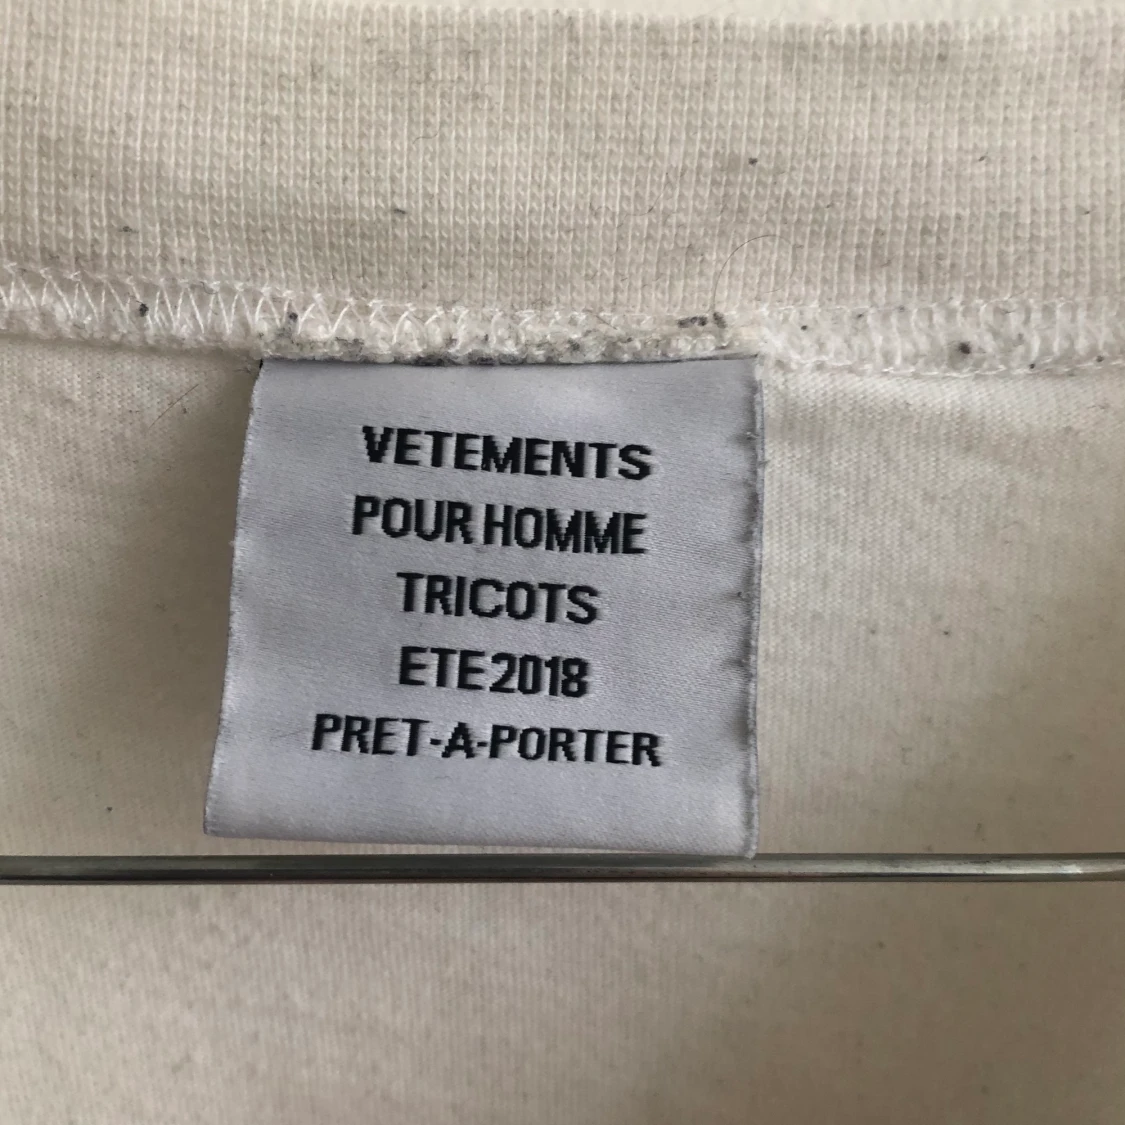 VETEMENTS
POUR HOMME
TRICOTS
ETE 2018
PRET-A-PORTER